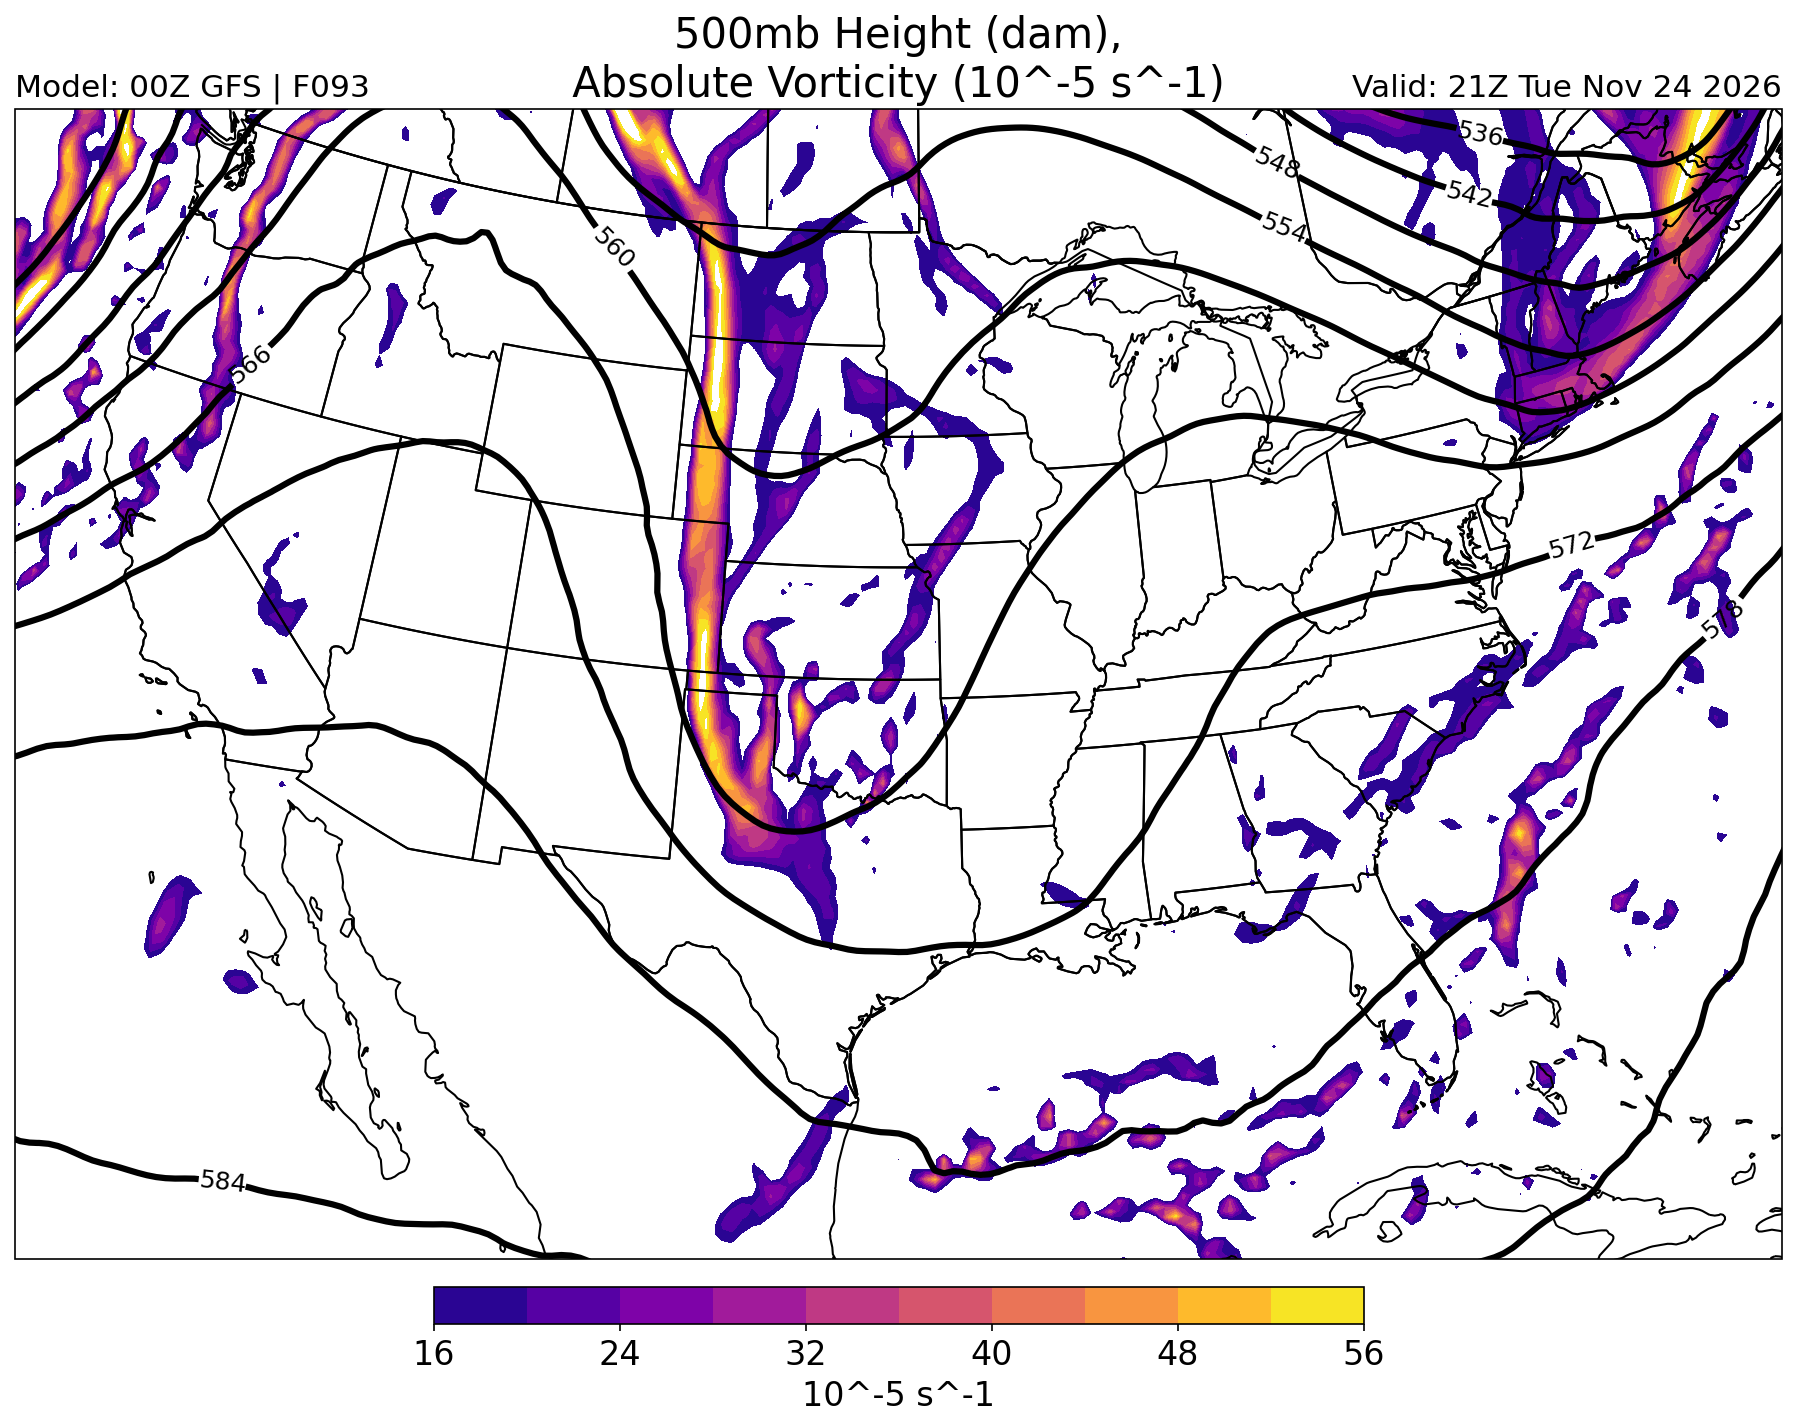 500mb Height (dam),
Absolute Vorticity (10^-5 s^-1)
Model: 00Z GFS | F093
Valid: 21Z Tue Nov 24 2026
536
548
542
554
560
566
572
578
584
16 24 32 40 48 56
10^-5 s^-1